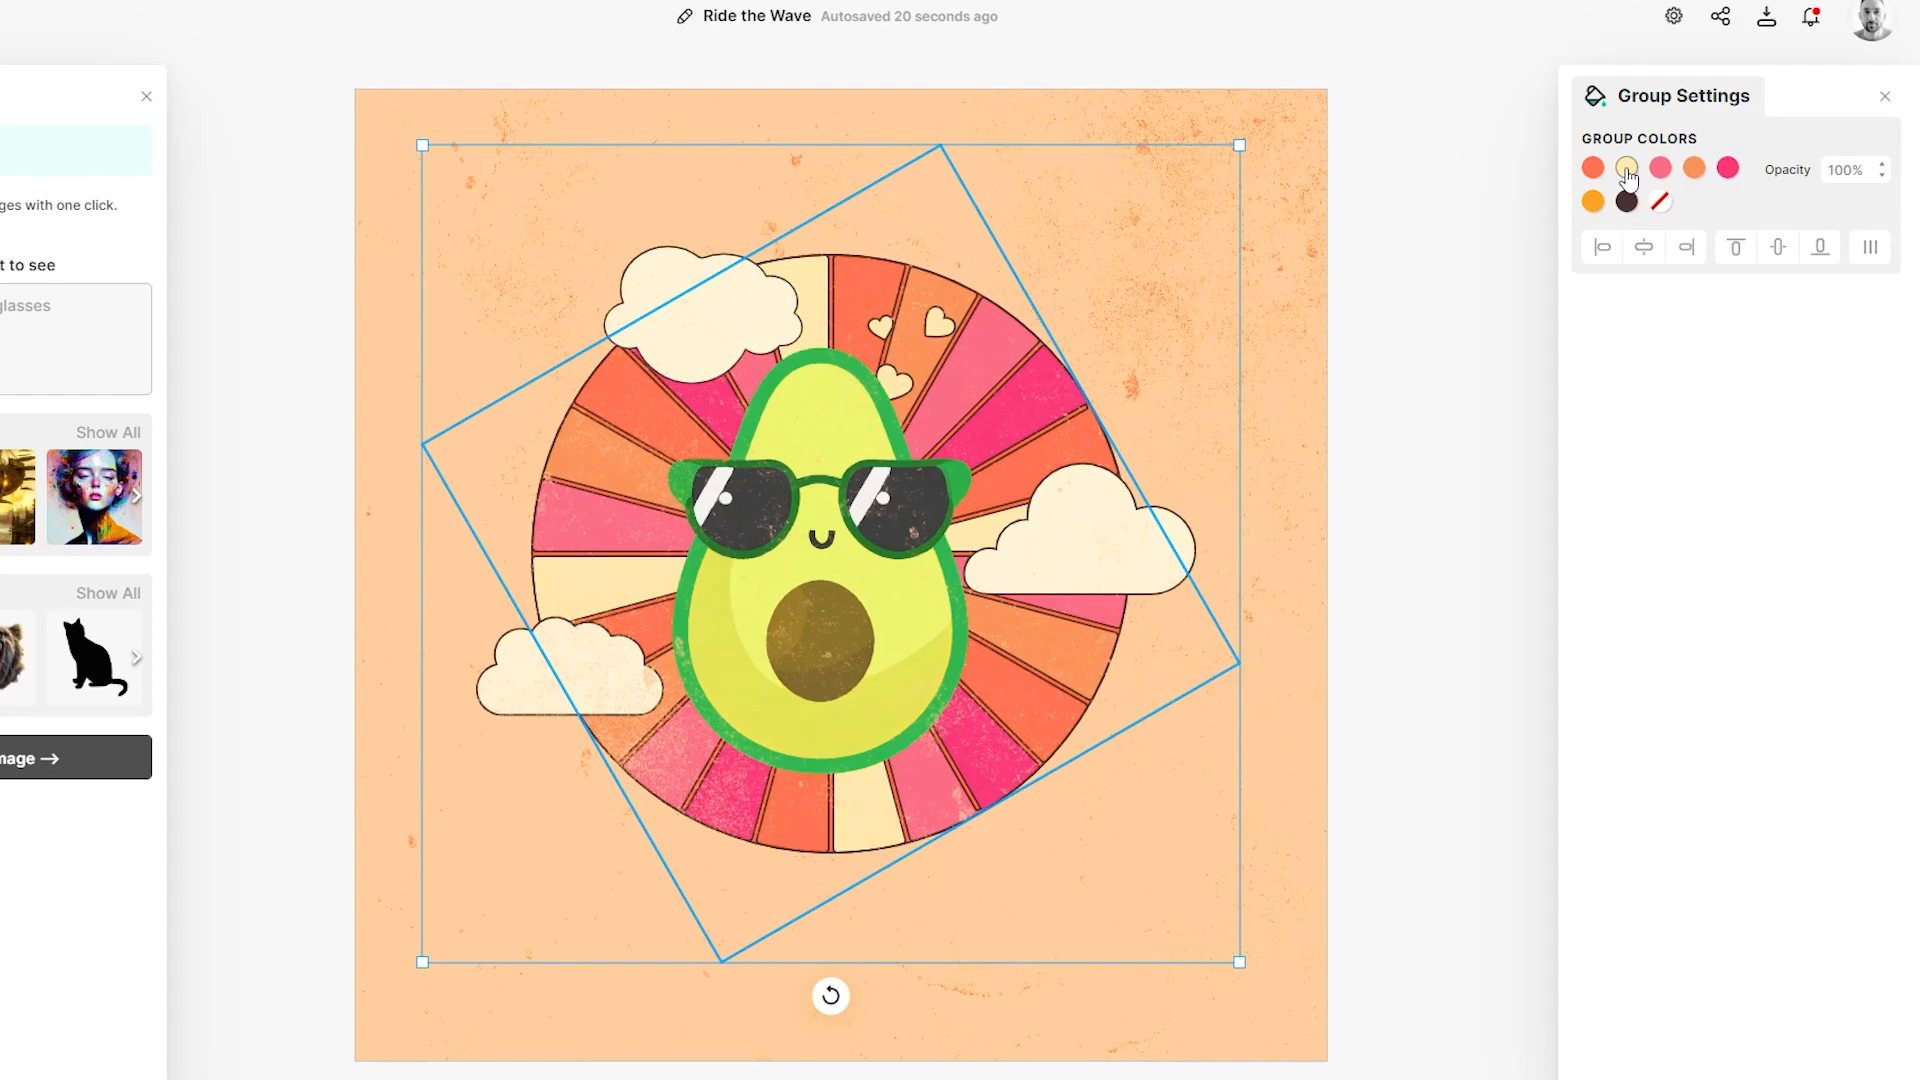 Ride the Wave Autosaved 20 seconds ago
ges with one click.
t to see
glasses
Show All
Show All
mage →
Group Settings
GROUP COLORS
Opacity 100%